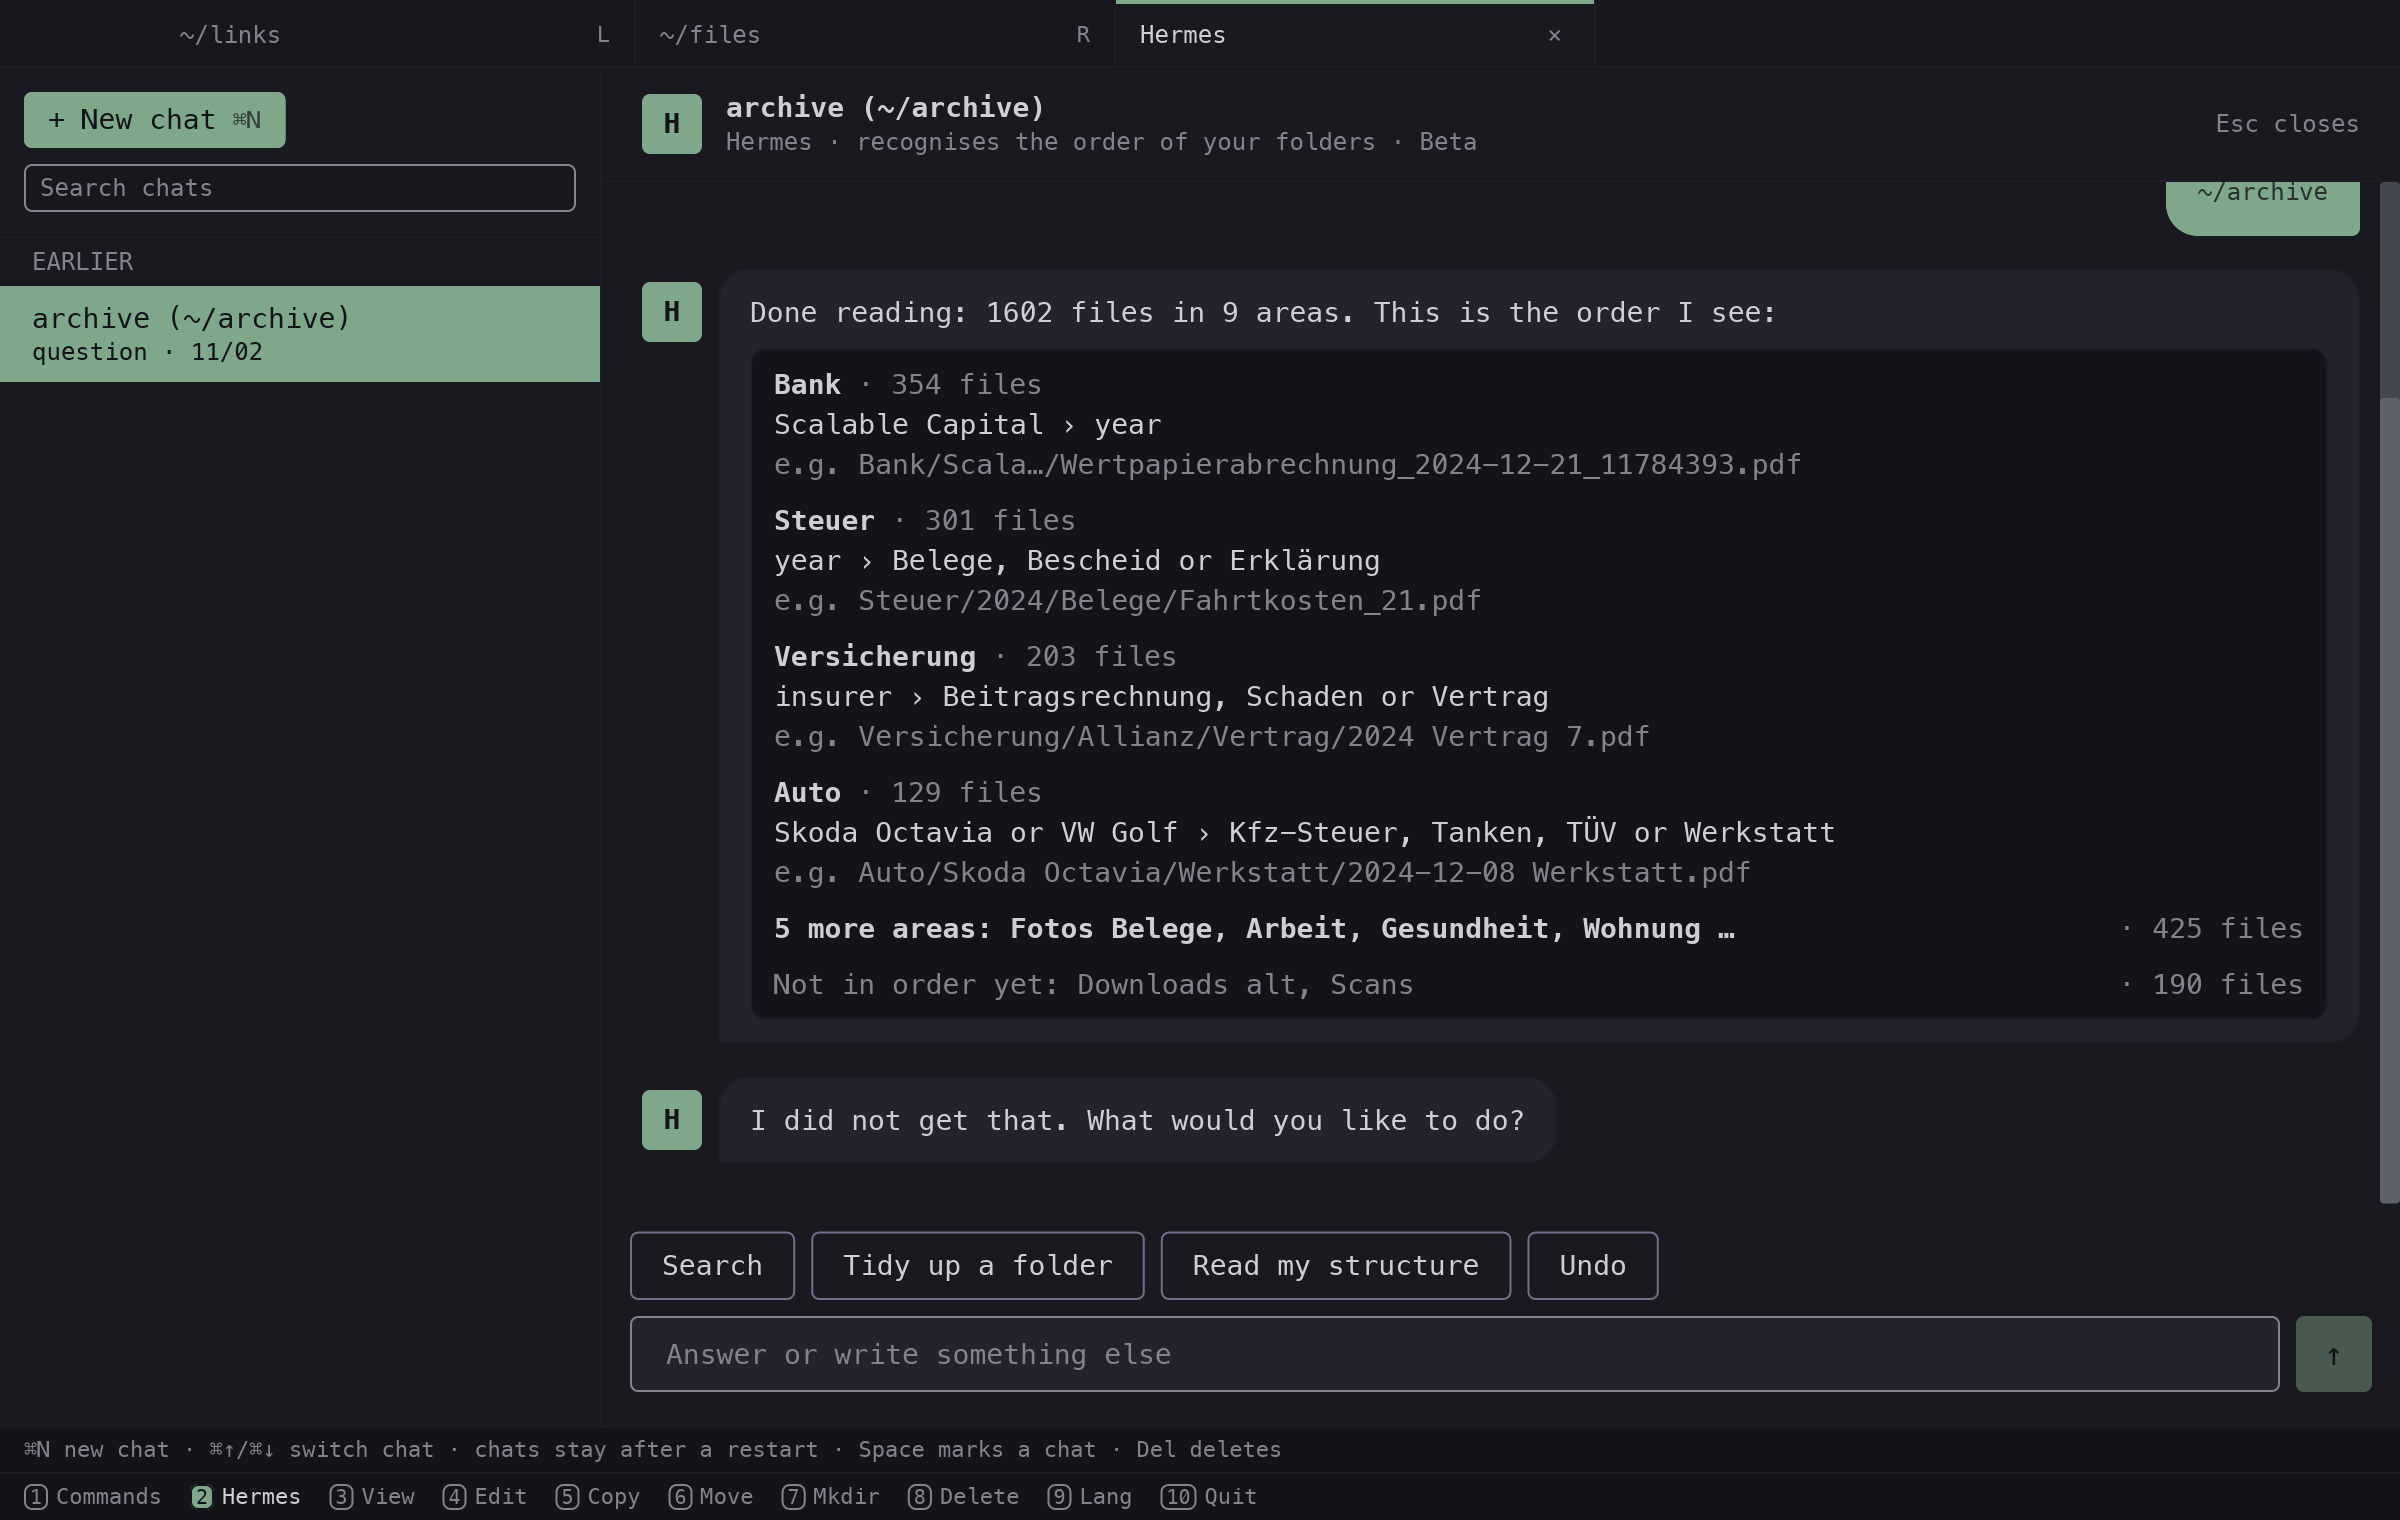 ~/links L ~/files R Hermes ×
+ New chat ⌘N
Search chats
EARLIER
archive (~/archive)
question · 11/02
H archive (~/archive)
Hermes · recognises the order of your folders · Beta
Esc closes
~/archive
H Done reading: 1602 files in 9 areas. This is the order I see:
Bank · 354 files
Scalable Capital › year
e.g. Bank/Scala…/Wertpapierabrechnung_2024-12-21_11784393.pdf
Steuer · 301 files
year › Belege, Bescheid or Erklärung
e.g. Steuer/2024/Belege/Fahrtkosten_21.pdf
Versicherung · 203 files
insurer › Beitragsrechnung, Schaden or Vertrag
e.g. Versicherung/Allianz/Vertrag/2024 Vertrag 7.pdf
Auto · 129 files
Skoda Octavia or VW Golf › Kfz-Steuer, Tanken, TÜV or Werkstatt
e.g. Auto/Skoda Octavia/Werkstatt/2024-12-08 Werkstatt.pdf
5 more areas: Fotos Belege, Arbeit, Gesundheit, Wohnung … · 425 files
Not in order yet: Downloads alt, Scans · 190 files
H I did not get that. What would you like to do?
Search Tidy up a folder Read my structure Undo
Answer or write something else ↑
⌘N new chat · ⌘↑/⌘↓ switch chat · chats stay after a restart · Space marks a chat · Del deletes
1 Commands 2 Hermes 3 View 4 Edit 5 Copy 6 Move 7 Mkdir 8 Delete 9 Lang 10 Quit